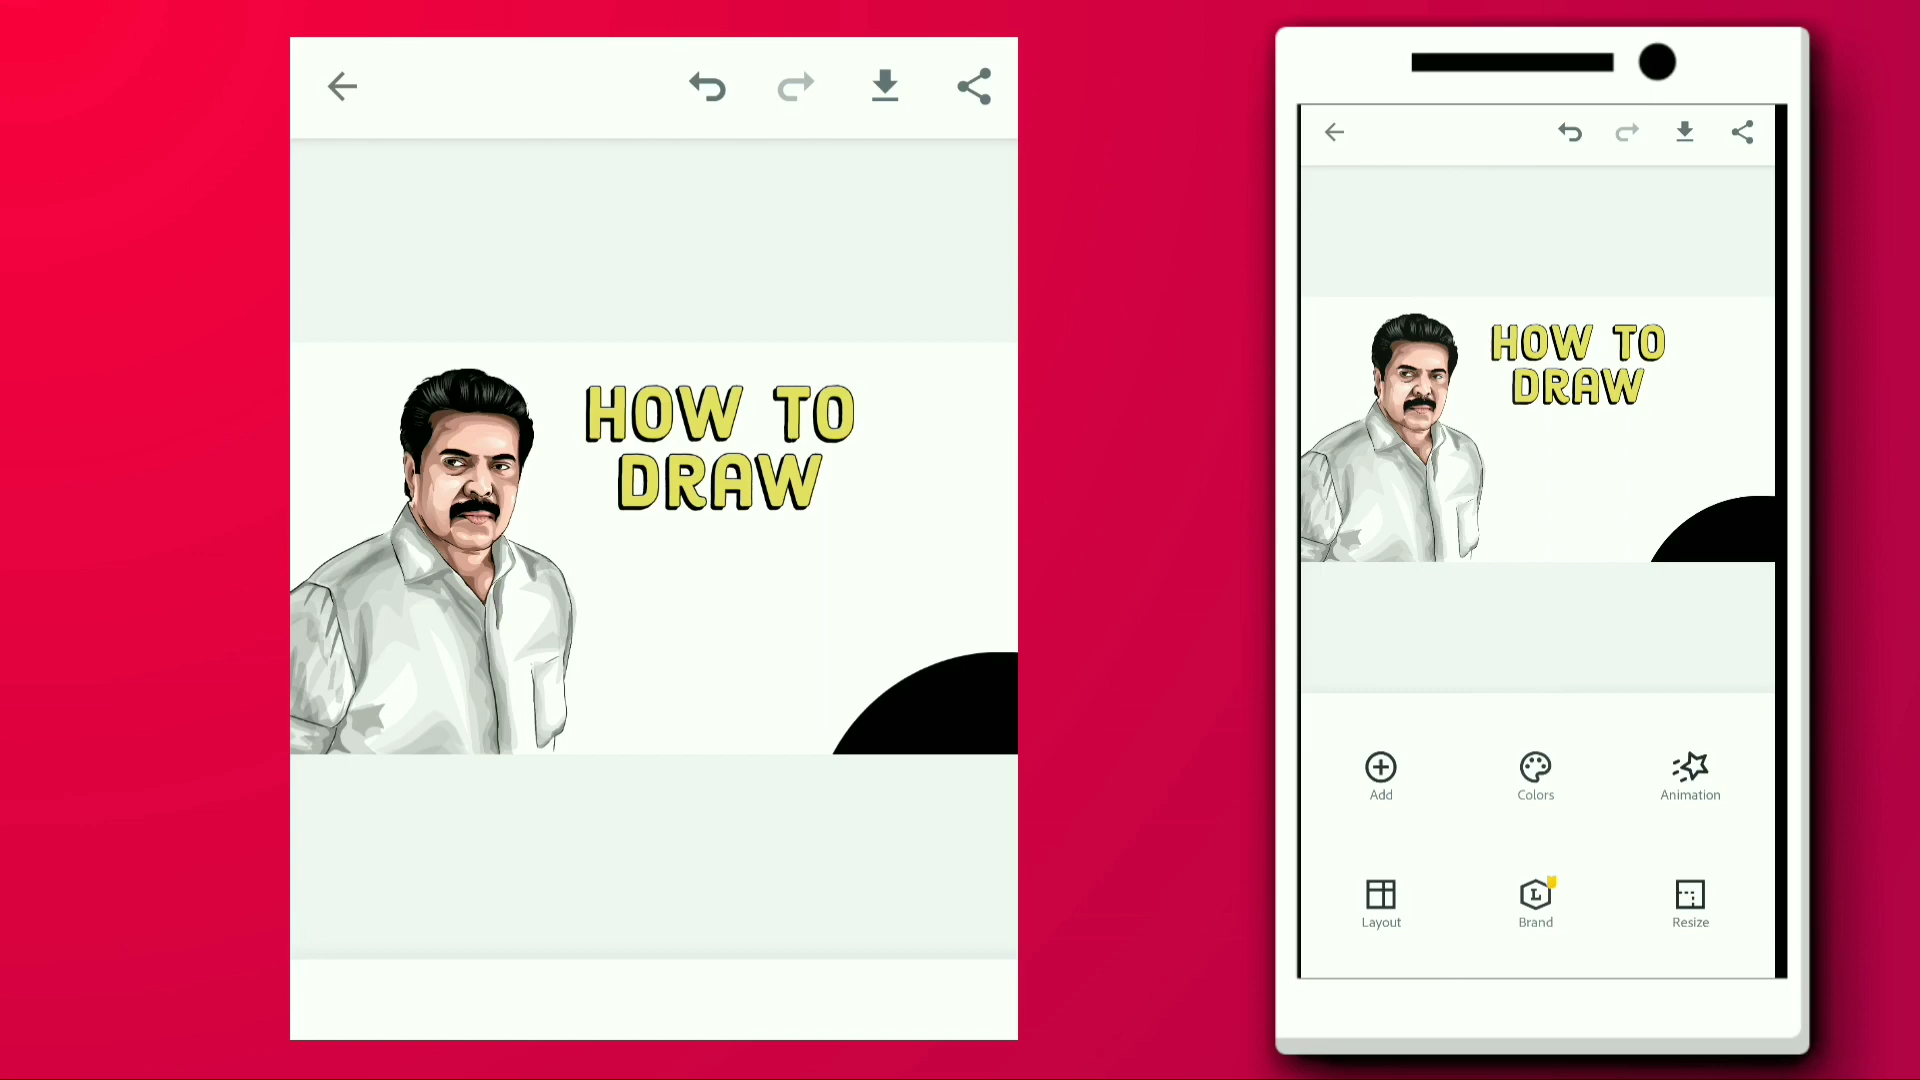 HOW TO
DRAW
HOW TO
DRAW
Add
Colors
Animation
Layout
L
Brand
Resize